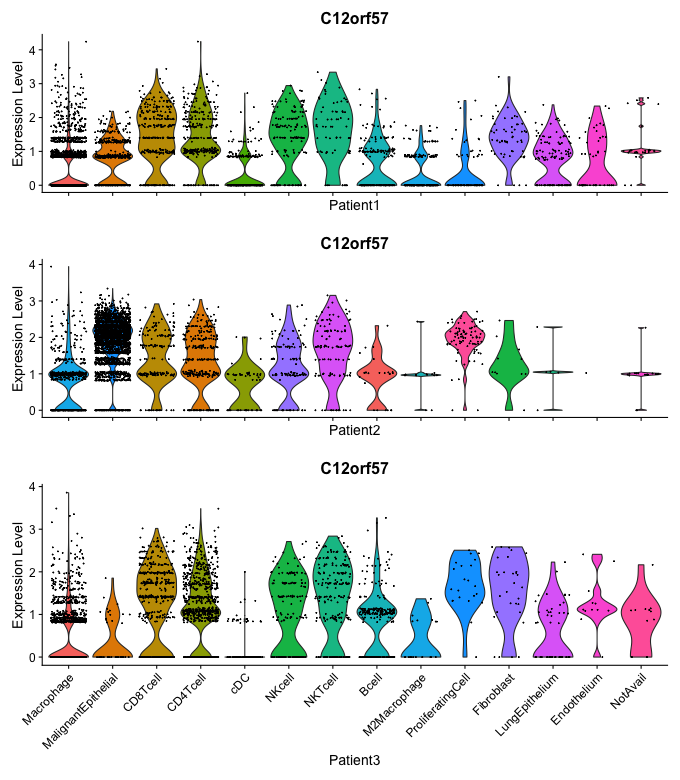 C12orf57
Expression Level
4
3
2
1
0
Patient1
C12orf57
Expression Level
4
3
2
1
0
Patient2
C12orf57
Expression Level
4
3
2
1
0
Macrophage
MalignantEpithelial
CD8Tcell
CD4Tcell
cDC
NKcell
NKTcell
Bcell
M2Macrophage
ProliferatingCell
Fibroblast
LungEpithelium
Endothelium
NotAvail
Patient3